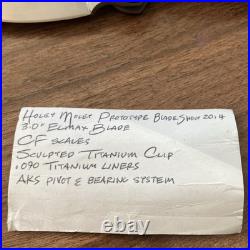 HOLEY MOLEY PROTOTYPE BLADESHOW 2014
3.0" ELMAX BLADE
CF SCALES
SCULPTED TITANIUM CLIP
.090 TITANIUM LINERS
AKS PIVOT & BEARING SYSTEM